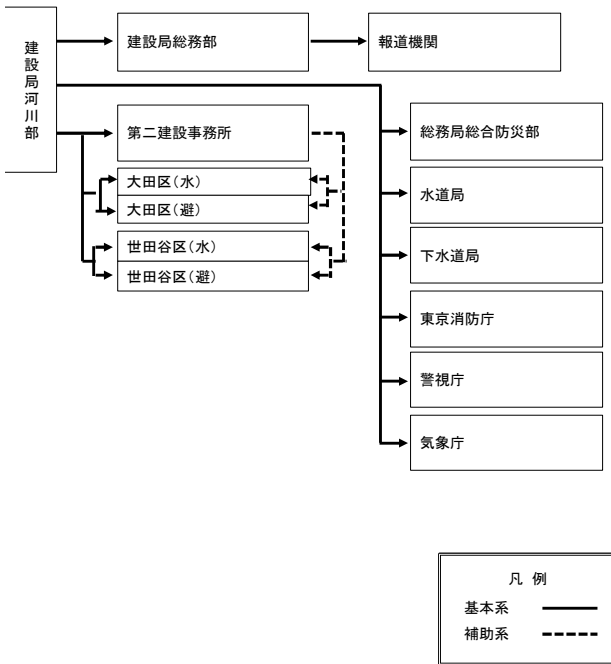 建設局河川部
建設局総務部
報道機関
第二建設事務所
大田区(水)
大田区(避)
世田谷区(水)
世田谷区(避)
総務局総合防災部
水道局
下水道局
東京消防庁
警視庁
気象庁
凡 例
基本系
補助系